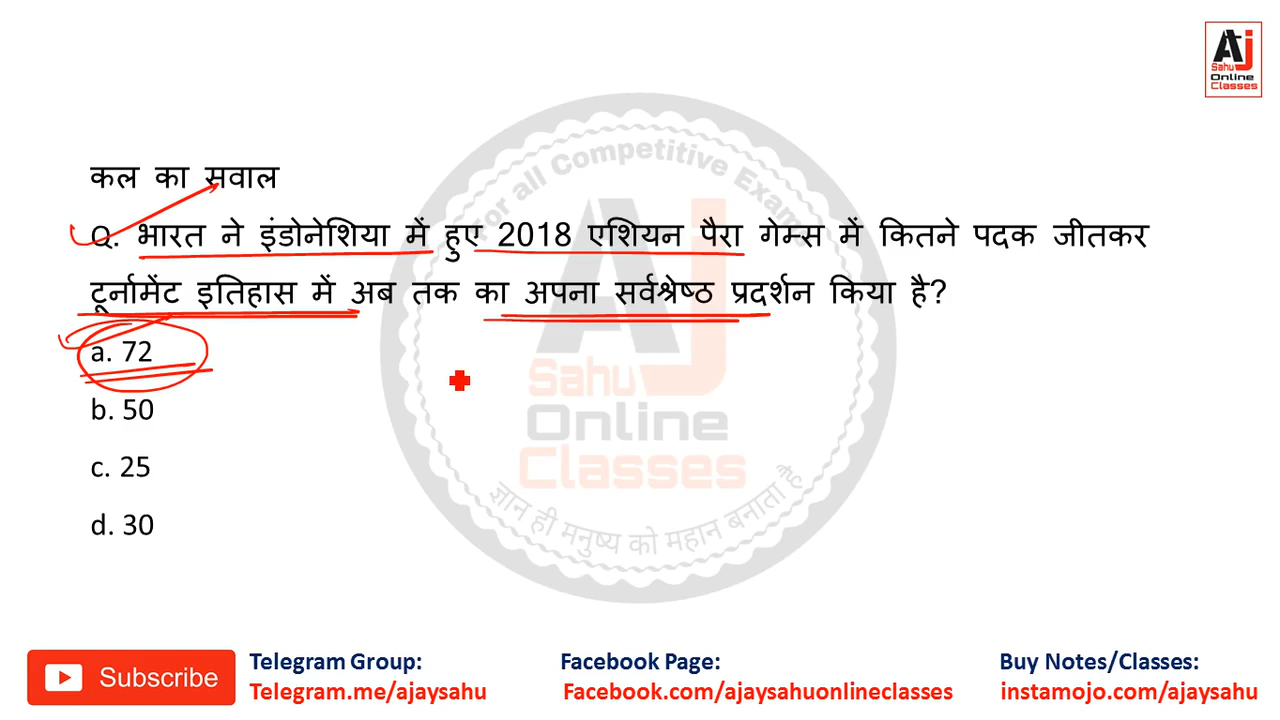 Aj
Sahu
Online
Classes
कल का सवाल
Q. भारत ने इंडोनेशिया में हुए 2018 एशियन पैरा गेम्स में कितने पदक जीतकर
टूर्नामेंट इतिहास में अब तक का अपना सर्वश्रेष्ठ प्रदर्शन किया है?
a. 72
b. 50
c. 25
d. 30
For all Competitive Exams
AJ
Sahu
Online
Classes
ज्ञान ही मनुष्य को महान बनाता है
Subscribe
Telegram Group:
Telegram.me/ajaysahu
Facebook Page:
Facebook.com/ajaysahuonlineclasses
Buy Notes/Classes:
instamojo.com/ajaysahu